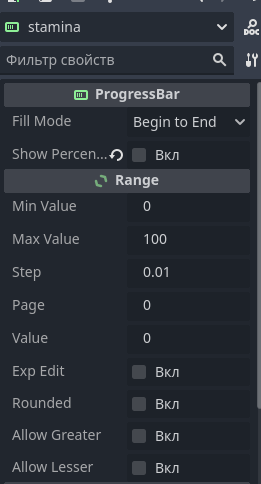 stamina
DOC
Фильтр свойств
ProgressBar
Fill Mode Begin to End
Show Percen... Вкл
Range
Min Value 0
Max Value 100
Step 0.01
Page 0
Value 0
Exp Edit Вкл
Rounded Вкл
Allow Greater Вкл
Allow Lesser Вкл